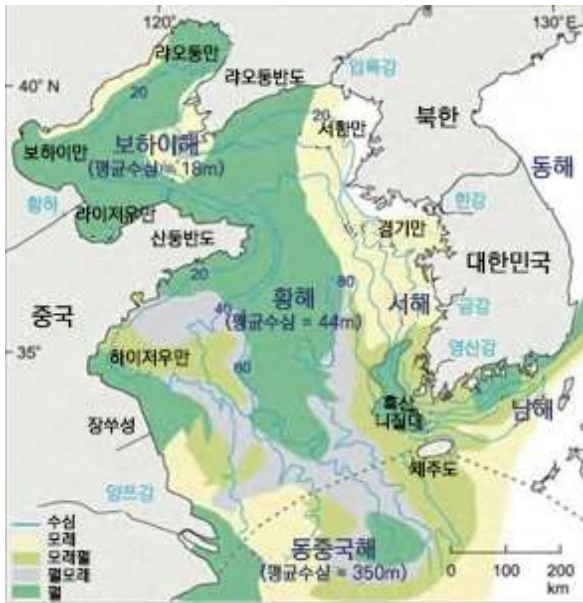 120°
130° E
랴오둥만
40° N
랴오둥반도
압록강
20
20
서한만
북한
보하이해
보하이만
(평균수심 = 18m)
동해
황하
한강
라이저우만
경기만
산둥반도
대한민국
20
80
황해
서해
40
중국
(평균수심 = 44m)
금강
35°
하이저우만
60
영산강
흑산
니질대
남해
장쑤성
제주도
양쯔강
수심
모래
모래펄
펄모래
펄
동중국해
(평균수심 = 350m)
0 100 200
km